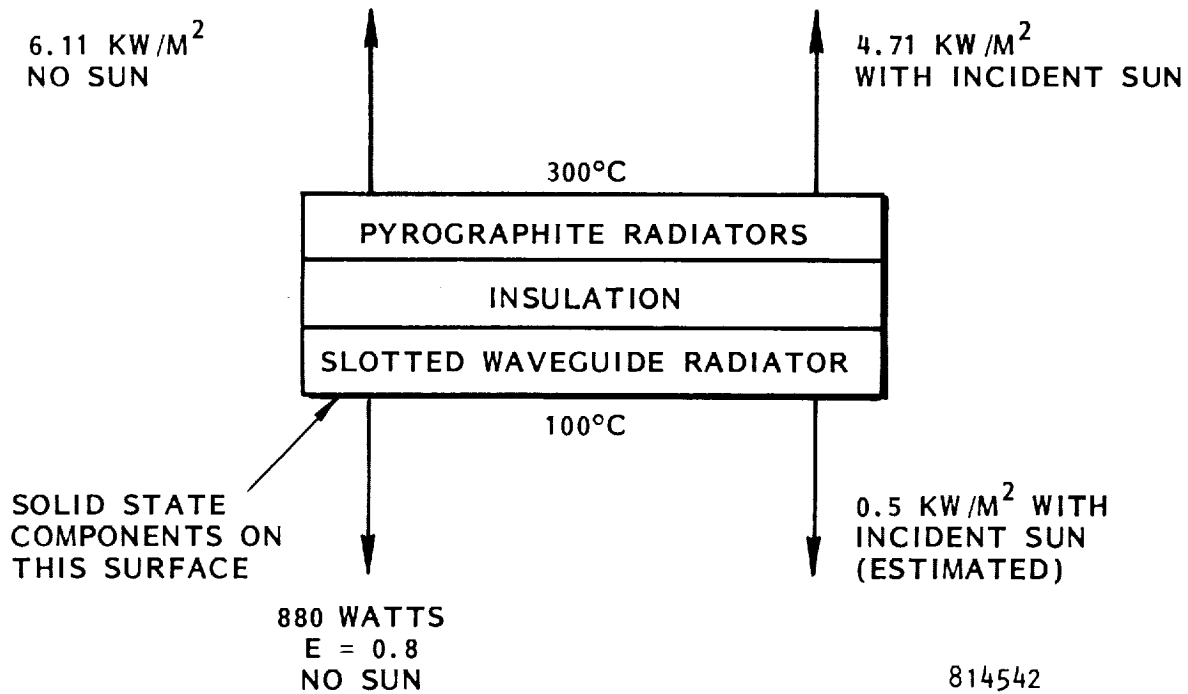 6.11 KW/M²
NO SUN
4.71 KW/M²
WITH INCIDENT SUN
300°C
PYROGRAPHITE RADIATORS
INSULATION
SLOTTED WAVEGUIDE RADIATOR
100°C
SOLID STATE
COMPONENTS ON
THIS SURFACE
0.5 KW/M² WITH
INCIDENT SUN
(ESTIMATED)
880 WATTS
E = 0.8
NO SUN
814542